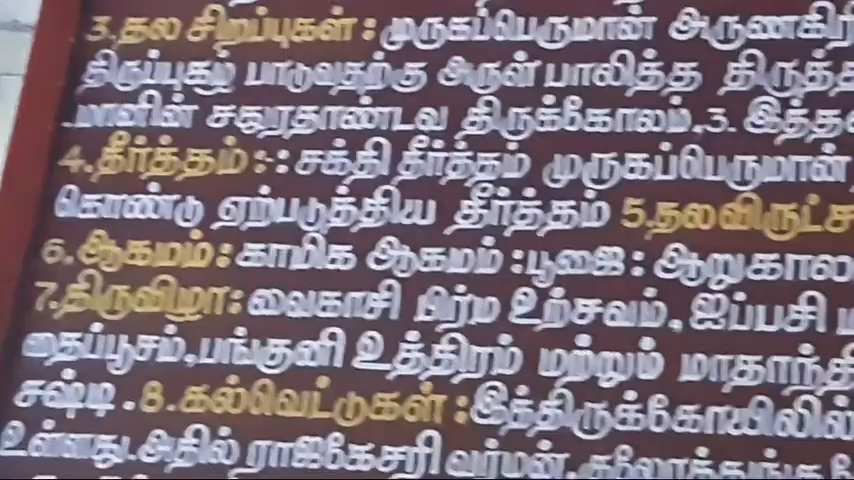 3.தல சிறப்புகள் : முருகப்பெருமான் அருணகிரி
திருப்புகழ் பாடுவதற்கு அருள் பாலித்த திருத்த
மானின் சதுரதாண்டவ திருக்கோலம்.3.இத்த
4.தீர்த்தம் :-: சக்தி தீர்த்தம் முருகப்பெருமான்
கொண்டு ஏற்படுத்திய தீர்த்தம் 5.தலவிருட்ச
6. ஆகமம் : காமிக ஆகமம் :பூஜை: ஆறுகால
7.திருவிழா: வைகாசி பிர்ம உற்சவம், ஐப்பசி
தைப்பூசம்,பங்குனி உத்திரம் மற்றும் மாதாந்தி
சஷ்டி .8.கல்வெட்டுகள் :இத்திருக்கோயிலில்
உள்ளது.அதில் ராஜகேசரி வர்மன்,